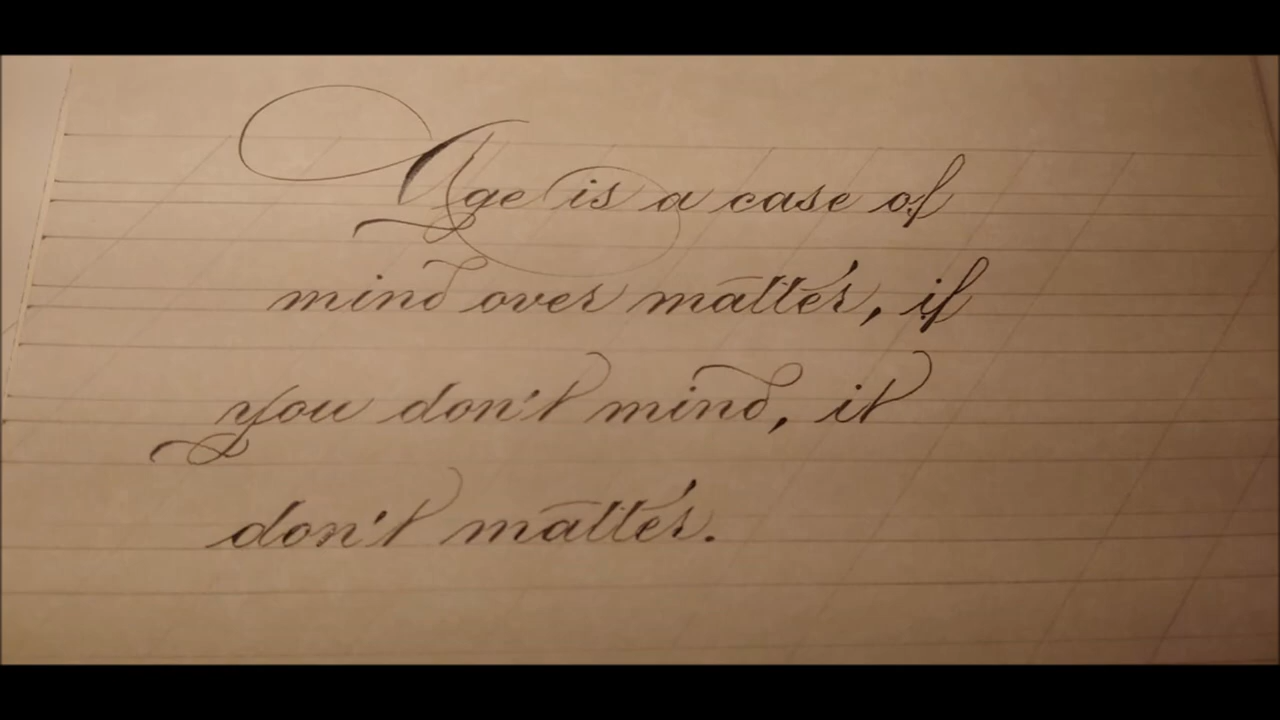 Age is a case of
mind over matter, if
you don't mind, it
don't matter.